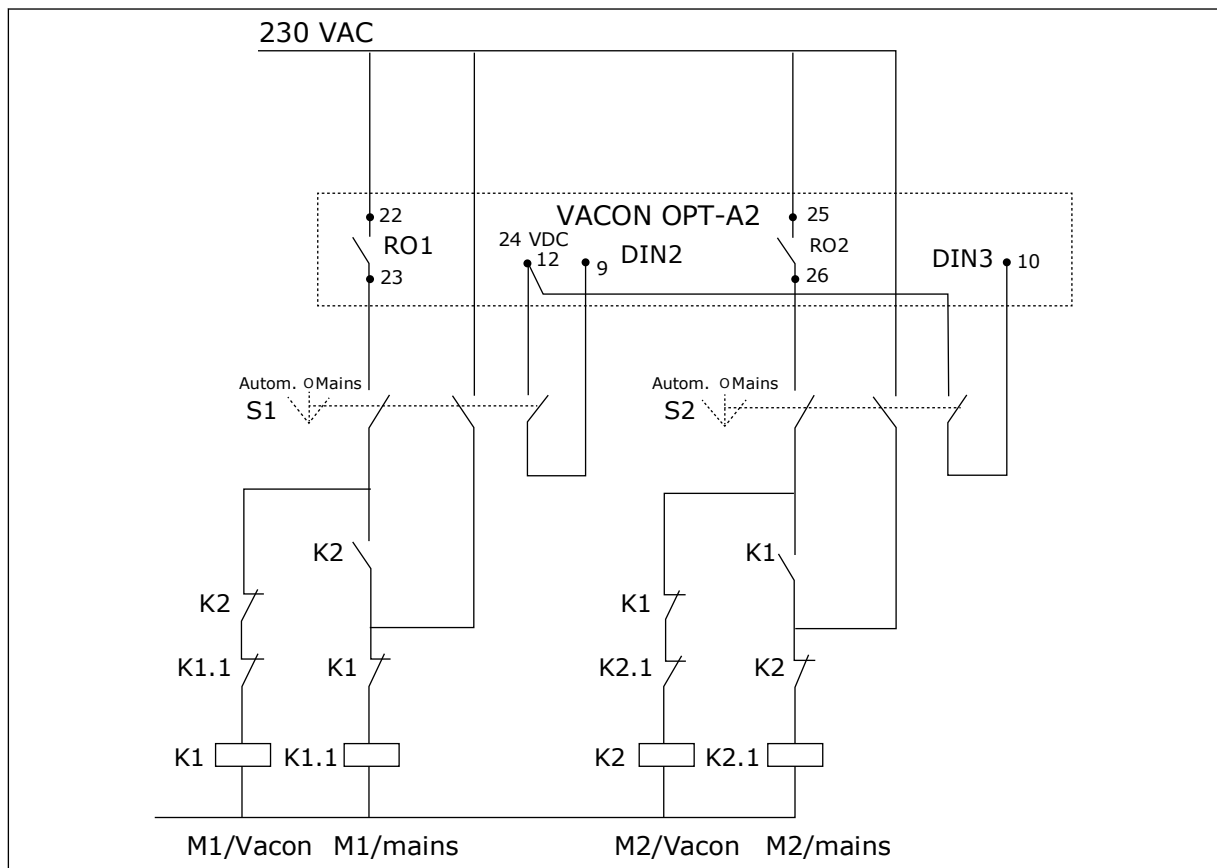 230 VAC
22
VACON OPT-A2
25
RO1
24 VDC
12
9
DIN2
RO2
DIN3
10
23
26
Autom. O Mains
S1
Autom. O Mains
S2
K2
K1
K2
K1
K1.1
K1
K2.1
K2
K1
K1.1
K2
K2.1
M1/Vacon
M1/mains
M2/Vacon
M2/mains